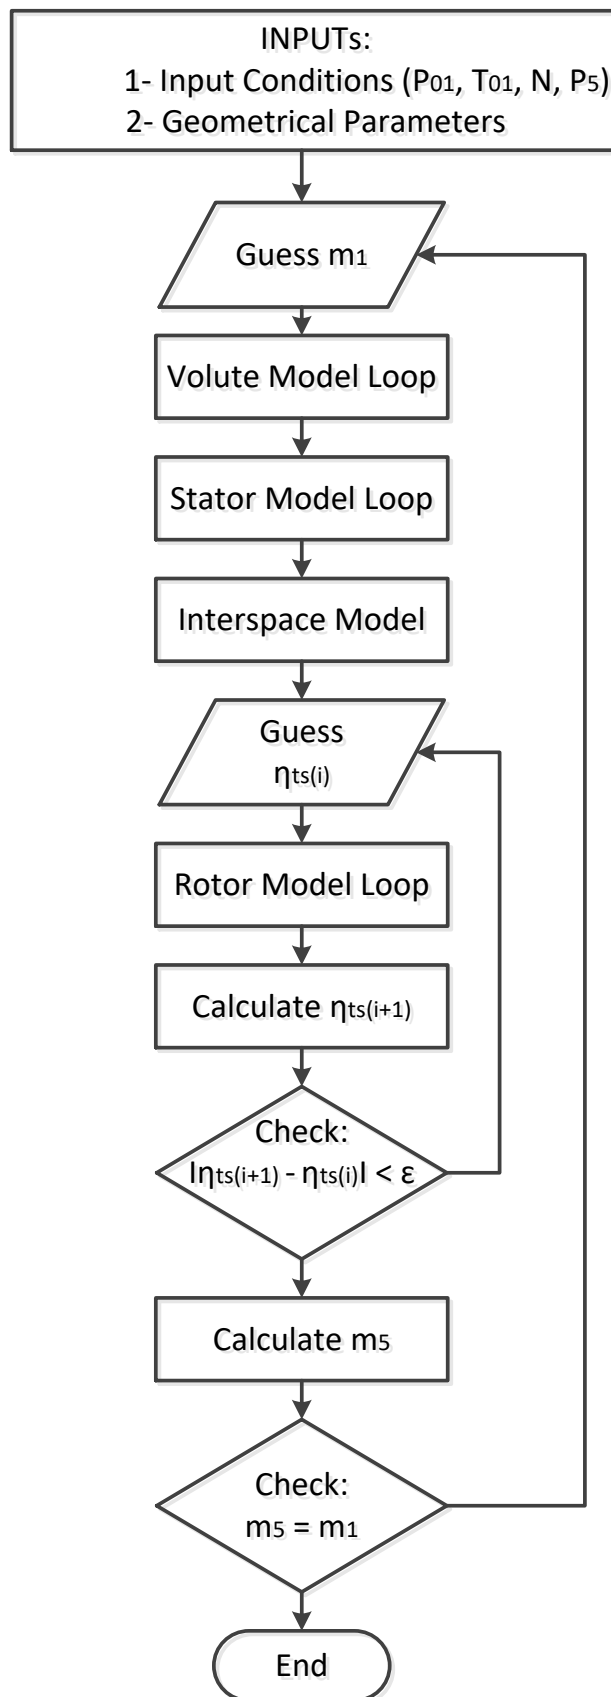 INPUTs:
1- Input Conditions (P01, T01, N, P5)
2- Geometrical Parameters
Guess m1
Volute Model Loop
Stator Model Loop
Interspace Model
Guess
ηts(i)
Rotor Model Loop
Calculate ηts(i+1)
Check:
Iηts(i+1) - ηts(i)I < ε
Calculate m5
Check:
m5 = m1
End